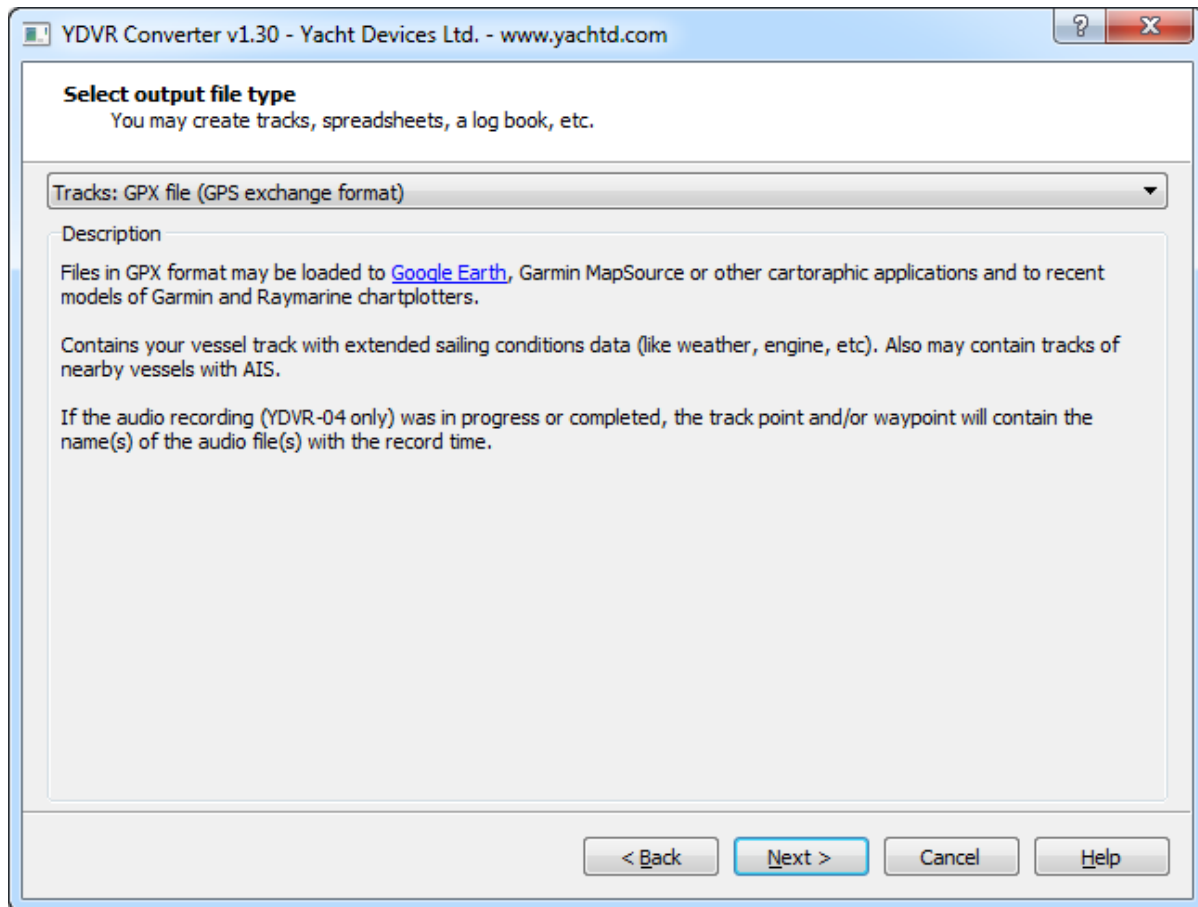 YDVR Converter v1.30 - Yacht Devices Ltd. - www.yachtd.com
Select output file type
You may create tracks, spreadsheets, a log book, etc.
Tracks: GPX file (GPS exchange format)
Description
Files in GPX format may be loaded to Google Earth, Garmin MapSource or other cartoraphic applications and to recent
models of Garmin and Raymarine chartplotters.
Contains your vessel track with extended sailing conditions data (like weather, engine, etc). Also may contain tracks of
nearby vessels with AIS.
If the audio recording (YDVR-04 only) was in progress or completed, the track point and/or waypoint will contain the
name(s) of the audio file(s) with the record time.
< Back Next > Cancel Help